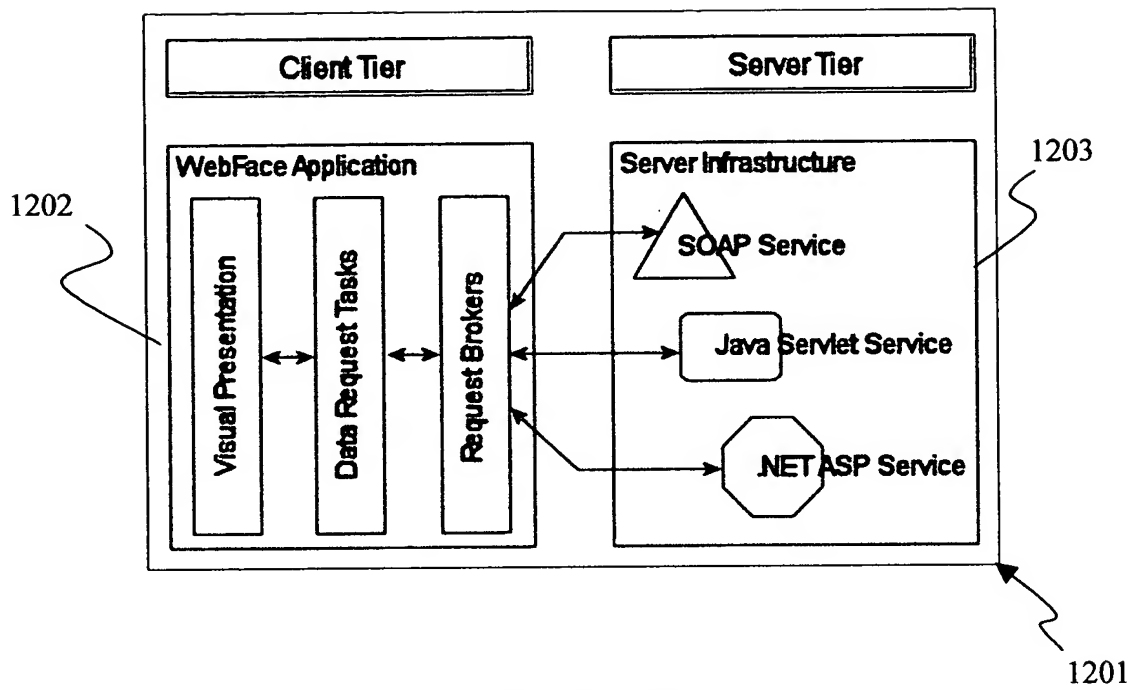 Client Tier
Server Tier
WebFace Application
Server Infrastructure
1203
1202
Visual Presentation
Data Request Tasks
Request Brokers
SOAP Service
Java Servlet Service
.NET ASP Service
1201